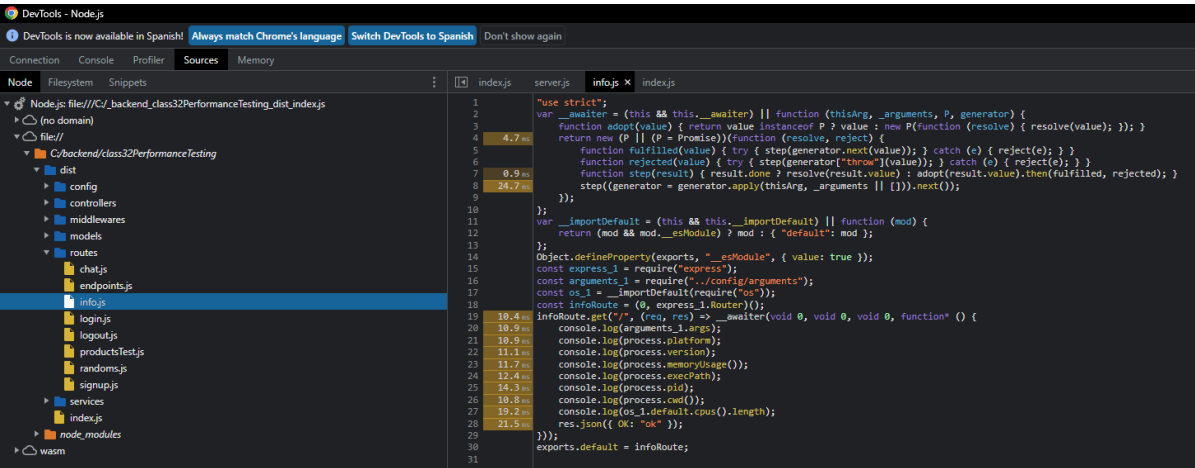 DevTools - Node.js
DevTools is now available in Spanish! Always match Chrome's language Switch DevTools to Spanish Don't show again
Connection Console Profiler Sources Memory
Node Filesystem Snippets
Node.js: file:///C:/_backend_class32PerformanceTesting_dist_index.js
(no domain)
file://
C:/backend/class32PerformanceTesting
dist
config
controllers
middlewares
models
routes
chat.js
endpoints.js
info.js
login.js
logout.js
productsTest.js
randoms.js
signup.js
services
index.js
node_modules
wasm
index.js server.js info.js × index.js
1 "use strict";
2 var __awaiter = (this && this.__awaiter) || function (thisArg, _arguments, P, generator) {
3 function adopt(value) { return value instanceof P ? value : new P(function (resolve) { resolve(value); }); }
4 4.7 ms return new (P || (P = Promise))(function (resolve, reject) {
5 function fulfilled(value) { try { step(generator.next(value)); } catch (e) { reject(e); } }
6 function rejected(value) { try { step(generator["throw"](value)); } catch (e) { reject(e); } }
7 0.9 ms function step(result) { result.done ? resolve(result.value) : adopt(result.value).then(fulfilled, rejected); }
8 24.7 ms step((generator = generator.apply(thisArg, _arguments || [])).next());
9 });
10 };
11 var __importDefault = (this && this.__importDefault) || function (mod) {
12 return (mod && mod.__esModule) ? mod : { "default": mod };
13 };
14 Object.defineProperty(exports, "__esModule", { value: true });
15 const express_1 = require("express");
16 const arguments_1 = require("../config/arguments");
17 const os_1 = __importDefault(require("os"));
18 const infoRoute = (0, express_1.Router)();
19 10.4 ms infoRoute.get("/", (req, res) => __awaiter(void 0, void 0, void 0, function* () {
20 10.9 ms console.log(arguments_1.args);
21 10.9 ms console.log(process.platform);
22 11.1 ms console.log(process.version);
23 11.7 ms console.log(process.memoryUsage());
24 12.4 ms console.log(process.execPath);
25 14.3 ms console.log(process.pid);
26 10.8 ms console.log(process.cwd());
27 19.2 ms console.log(os_1.default.cpus().length);
28 21.5 ms res.json({ OK: "ok" });
29 }));
30 exports.default = infoRoute;
31